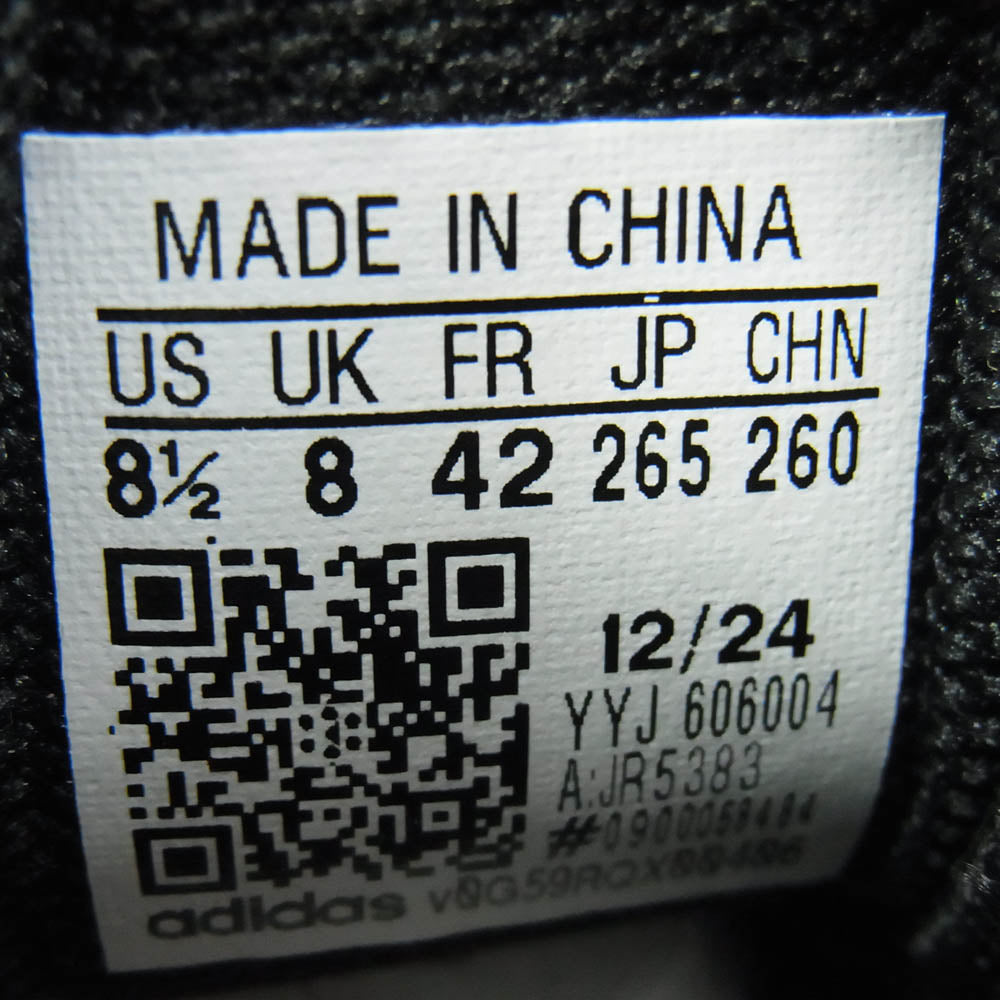 MADE IN CHINA
US UK FR JP CHN
8½ 8 42 265 260
12/24
YYJ 606004
A:JR5383
#0900059484
adidas